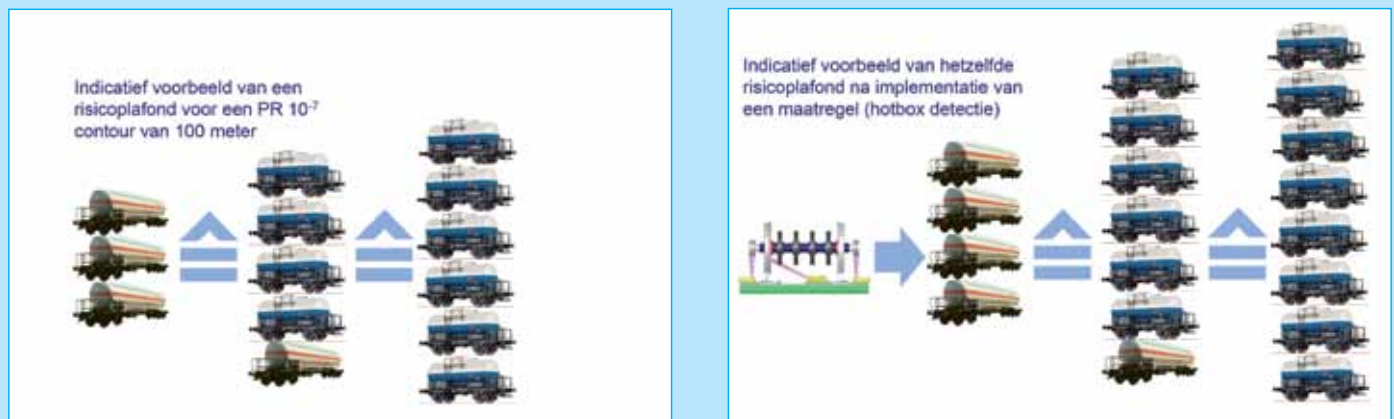 Indicatief voorbeeld van een
risicoplafond voor een PR 10⁻⁷
contour van 100 meter
Indicatief voorbeeld van hetzelfde
risicoplafond na implementatie van
een maatregel (hotbox detectie)